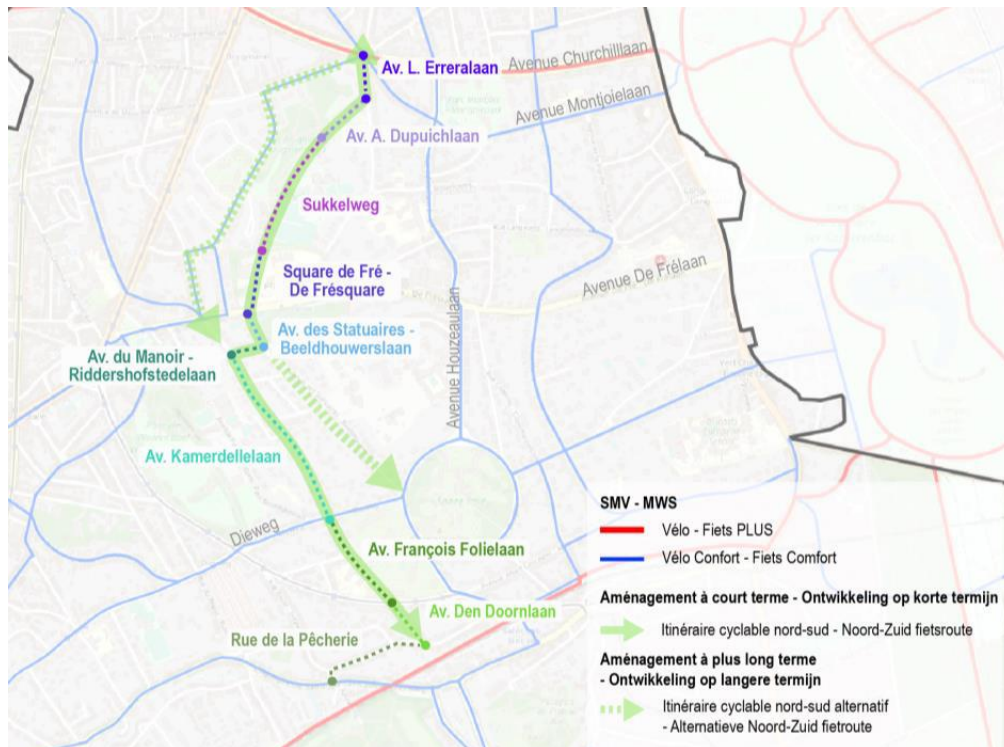 Avenue Churchilllaan
Av. L. Erreralaan
Avenue Montjoielaan
Av. A. Dupuichlaan
Sukkelweg
Square de Fré -
De Frésquare
Avenue De Frélaan
Av. des Statuaires -
Beeldhouwerslaan
Av. du Manoir -
Riddershofstedelaan
Avenue Houzeaulaan
Av. Kamerdellelaan
Dieweg
Av. François Folielaan
Av. Den Doornlaan
Rue de la Pêcherie
SMV - MWS
Vélo - Fiets PLUS
Vélo Confort - Fiets Comfort
Aménagement à court terme - Ontwikkeling op korte termijn
Itinéraire cyclable nord-sud - Noord-Zuid fietsroute
Aménagement à plus long terme
- Ontwikkeling op langere termijn
Itinéraire cyclable nord-sud alternatif
- Alternatieve Noord-Zuid fietroute